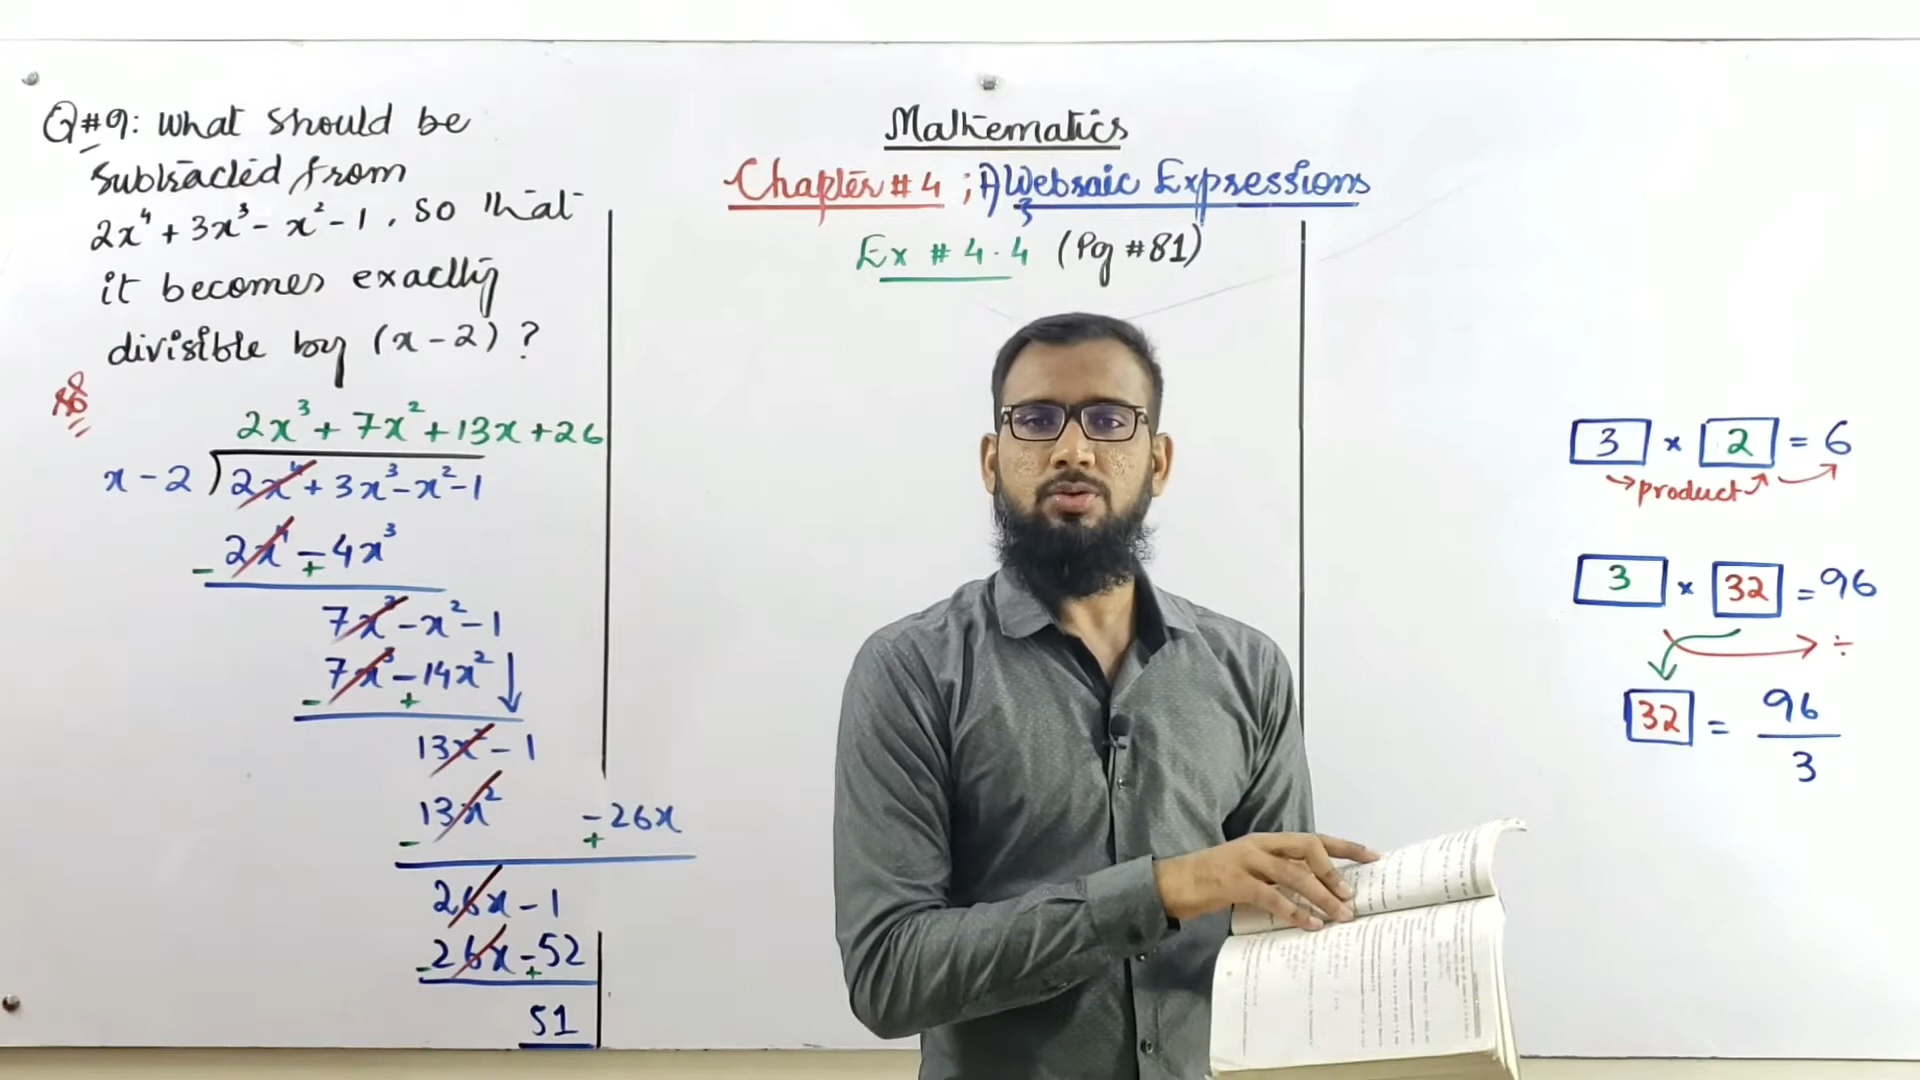 Q#9: What should be
subtracted from
2x⁴ + 3x³ - x² - 1, so that
it becomes exactly
divisible by (x - 2) ?
2x³ + 7x² + 13x + 26
x - 2 ) 2x⁴ + 3x³ - x² - 1
2x⁴ - 4x³
- +
7x³ - x² - 1
7x³ - 14x² ↓
- +
13x² - 1
13x² - 26x
- +
26x - 1
26x - 52
- +
51
Mathematics
Chapter # 4 ; Algebraic Expressions
Ex # 4.4 (Pg #81)
3 × 2 = 6
→ product → →
3 × 32 = 96
→ ÷
32 = 96/3